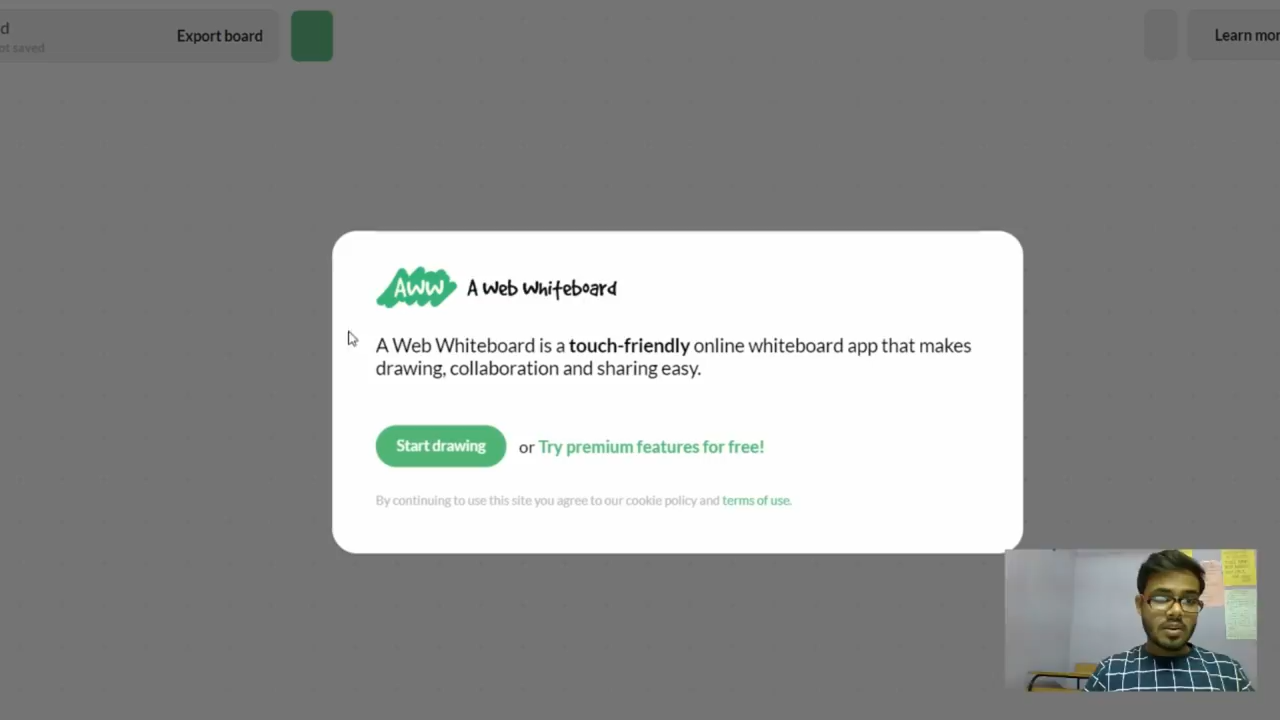 d
Export board
Learn mor
ot saved
AWW A Web Whiteboard
A Web Whiteboard is a touch-friendly online whiteboard app that makes
drawing, collaboration and sharing easy.
Start drawing or Try premium features for free!
By continuing to use this site you agree to our cookie policy and terms of use.